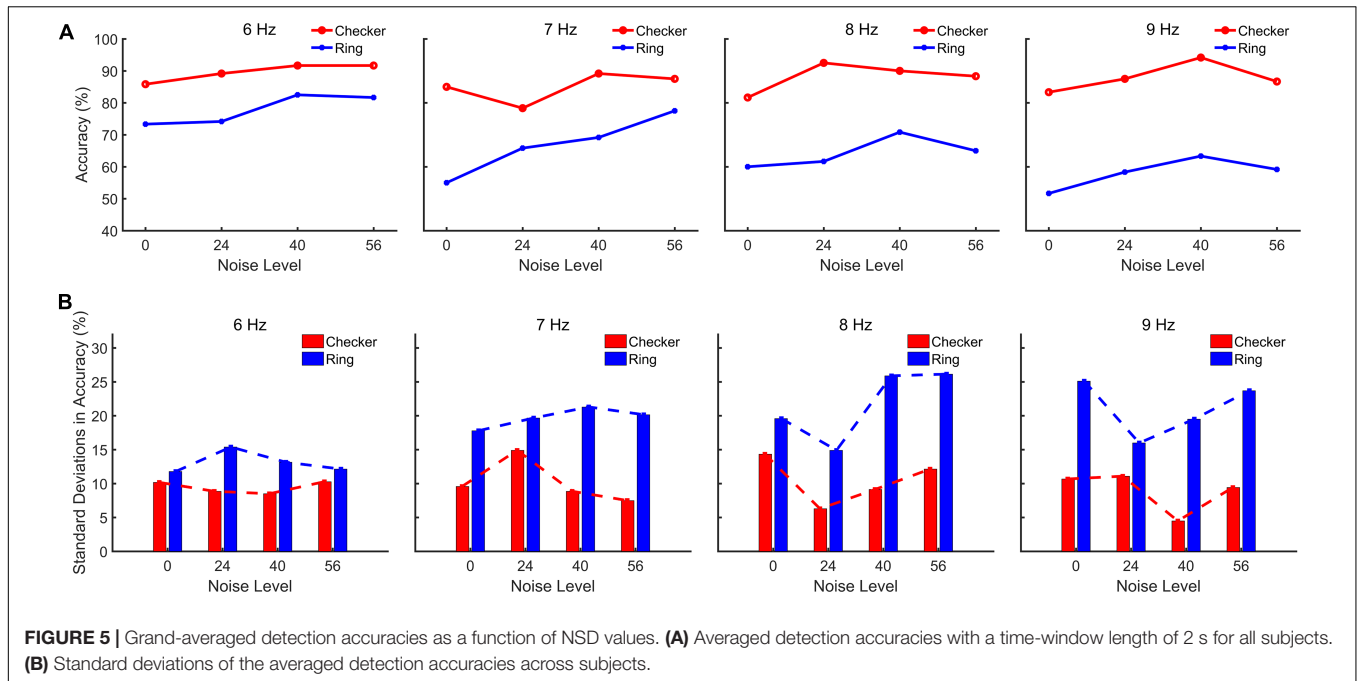 A
6 Hz
Checker
Ring
7 Hz
Checker
Ring
8 Hz
Checker
Ring
9 Hz
Checker
Ring
Accuracy (%)
100
90
80
70
60
50
40
0 24 40 56
0 24 40 56
0 24 40 56
0 24 40 56
Noise Level
Noise Level
Noise Level
Noise Level
B
6 Hz
Checker
Ring
7 Hz
Checker
Ring
8 Hz
Checker
Ring
9 Hz
Checker
Ring
Standard Deviations in Accuracy (%)
30
25
20
15
10
5
0
0 24 40 56
0 24 40 56
0 24 40 56
0 24 40 56
Noise Level
Noise Level
Noise Level
Noise Level
FIGURE 5 | Grand-averaged detection accuracies as a function of NSD values. (A) Averaged detection accuracies with a time-window length of 2 s for all subjects.
(B) Standard deviations of the averaged detection accuracies across subjects.